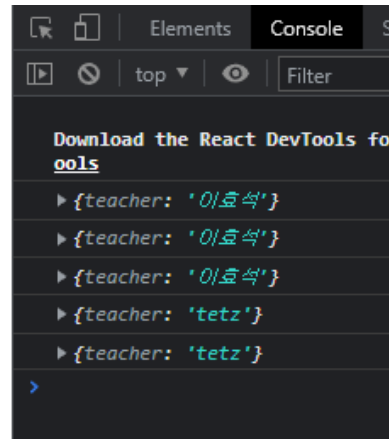 Elements Console
top ▼ Filter
Download the React DevTools fo
ools
▶ {teacher: '이효석'}
▶ {teacher: '이효석'}
▶ {teacher: '이효석'}
▶ {teacher: 'tetz'}
▶ {teacher: 'tetz'}
>